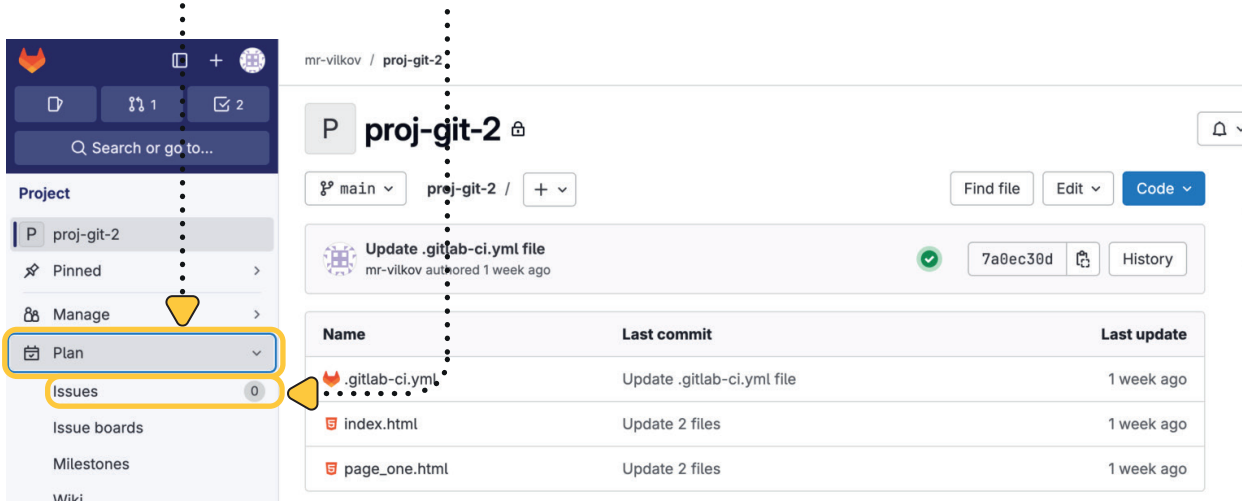 mr-vilkov / proj-git-2
1
2
Search or go to...
Project
P proj-git-2
Pinned
Manage
Plan
Issues 0
Issue boards
Milestones
Wiki
P proj-git-2
main proj-git-2 / +
Find file Edit Code
Update .gitlab-ci.yml file
mr-vilkov authored 1 week ago
7a0ec30d History
Name Last commit Last update
.gitlab-ci.yml Update .gitlab-ci.yml file 1 week ago
index.html Update 2 files 1 week ago
page_one.html Update 2 files 1 week ago